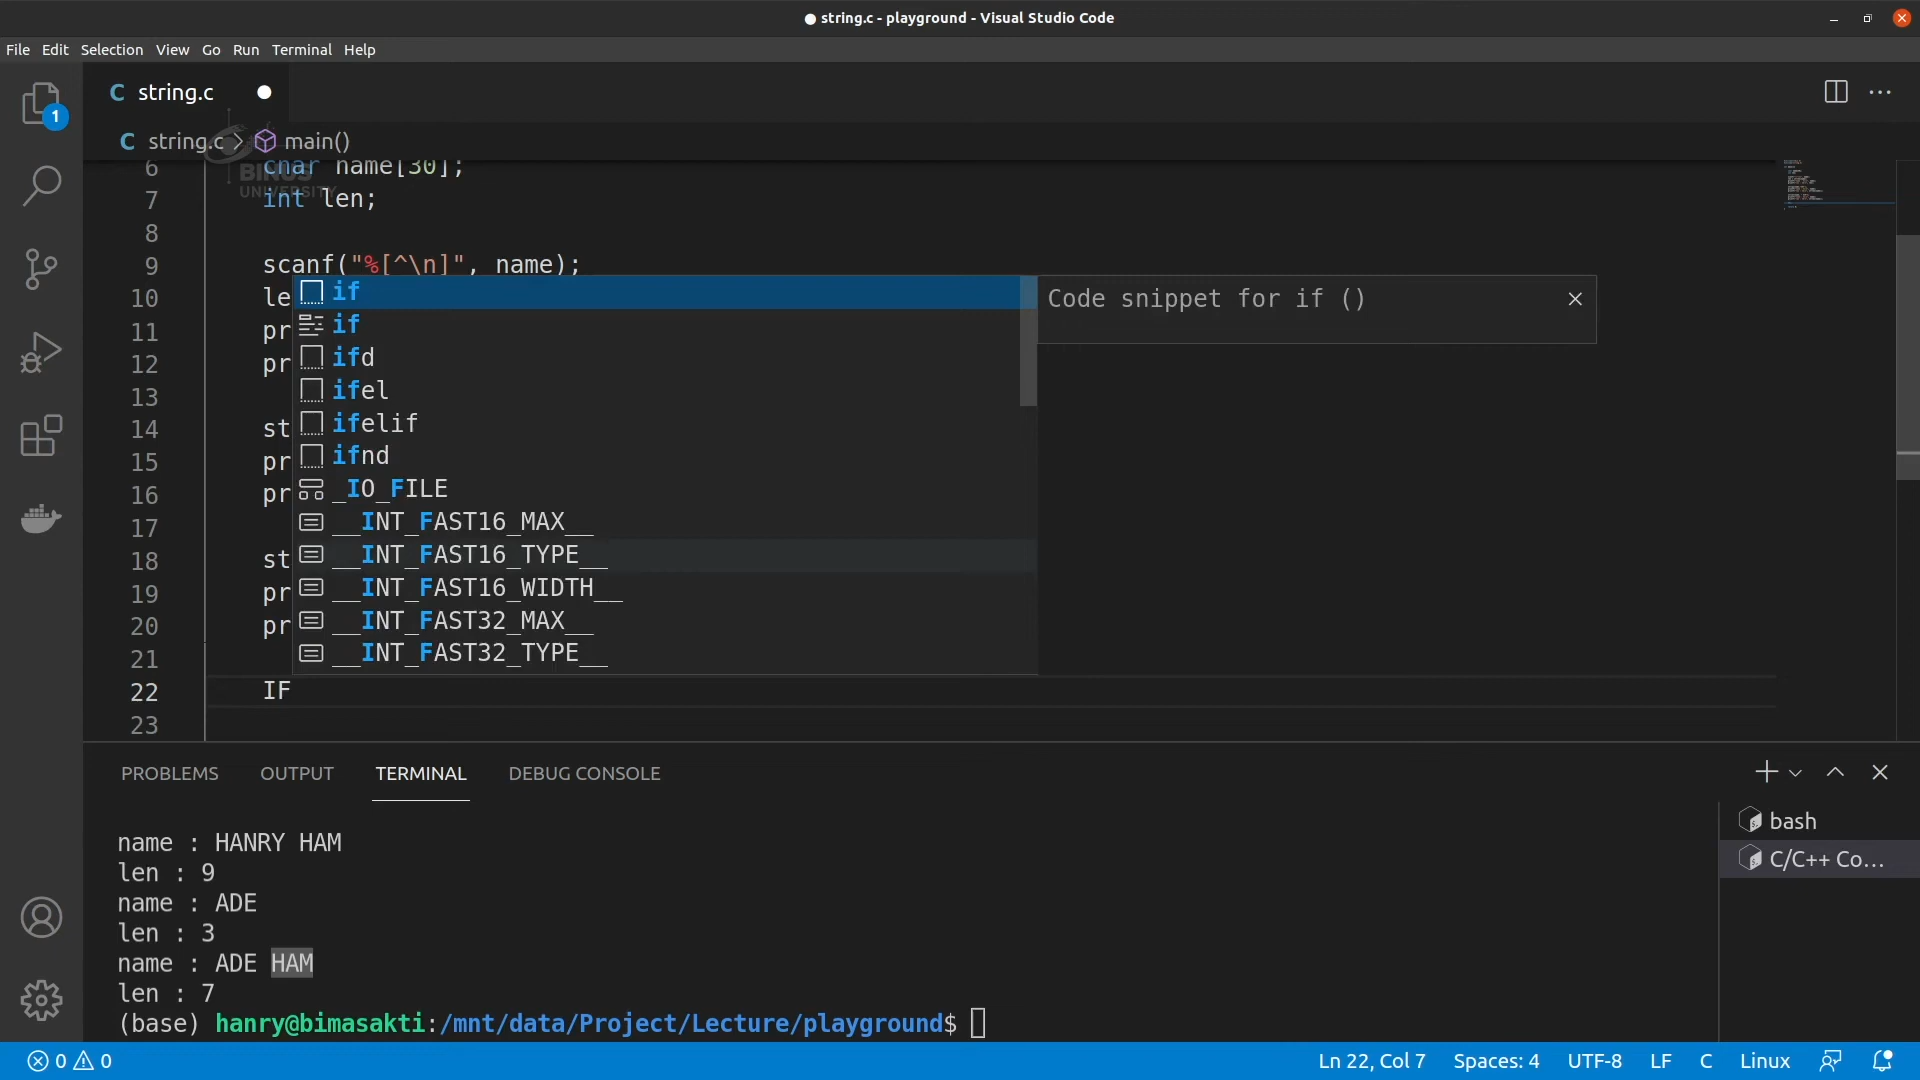 ● string.c - playground - Visual Studio Code
File Edit Selection View Go Run Terminal Help
C string.c
C string.c > main()
BINUS
UNIVERSITY
1
6 char name[30];
7 int len;
8
9 scanf("%[^\n]", name);
10 le
11 pr
12 pr
13
14 st
15 pr
16 pr
17
18 st
19 pr
20 pr
21
22 IF
23
if
if
ifd
ifel
ifelif
ifnd
_IO_FILE
__INT_FAST16_MAX__
__INT_FAST16_TYPE__
__INT_FAST16_WIDTH__
__INT_FAST32_MAX__
__INT_FAST32_TYPE__
Code snippet for if ()
PROBLEMS OUTPUT TERMINAL DEBUG CONSOLE
name : HANRY HAM
len : 9
name : ADE
len : 3
name : ADE HAM
len : 7
(base) hanry@bimasakti:/mnt/data/Project/Lecture/playground$
bash
C/C++ Co...
0 0
Ln 22, Col 7 Spaces: 4 UTF-8 LF C Linux